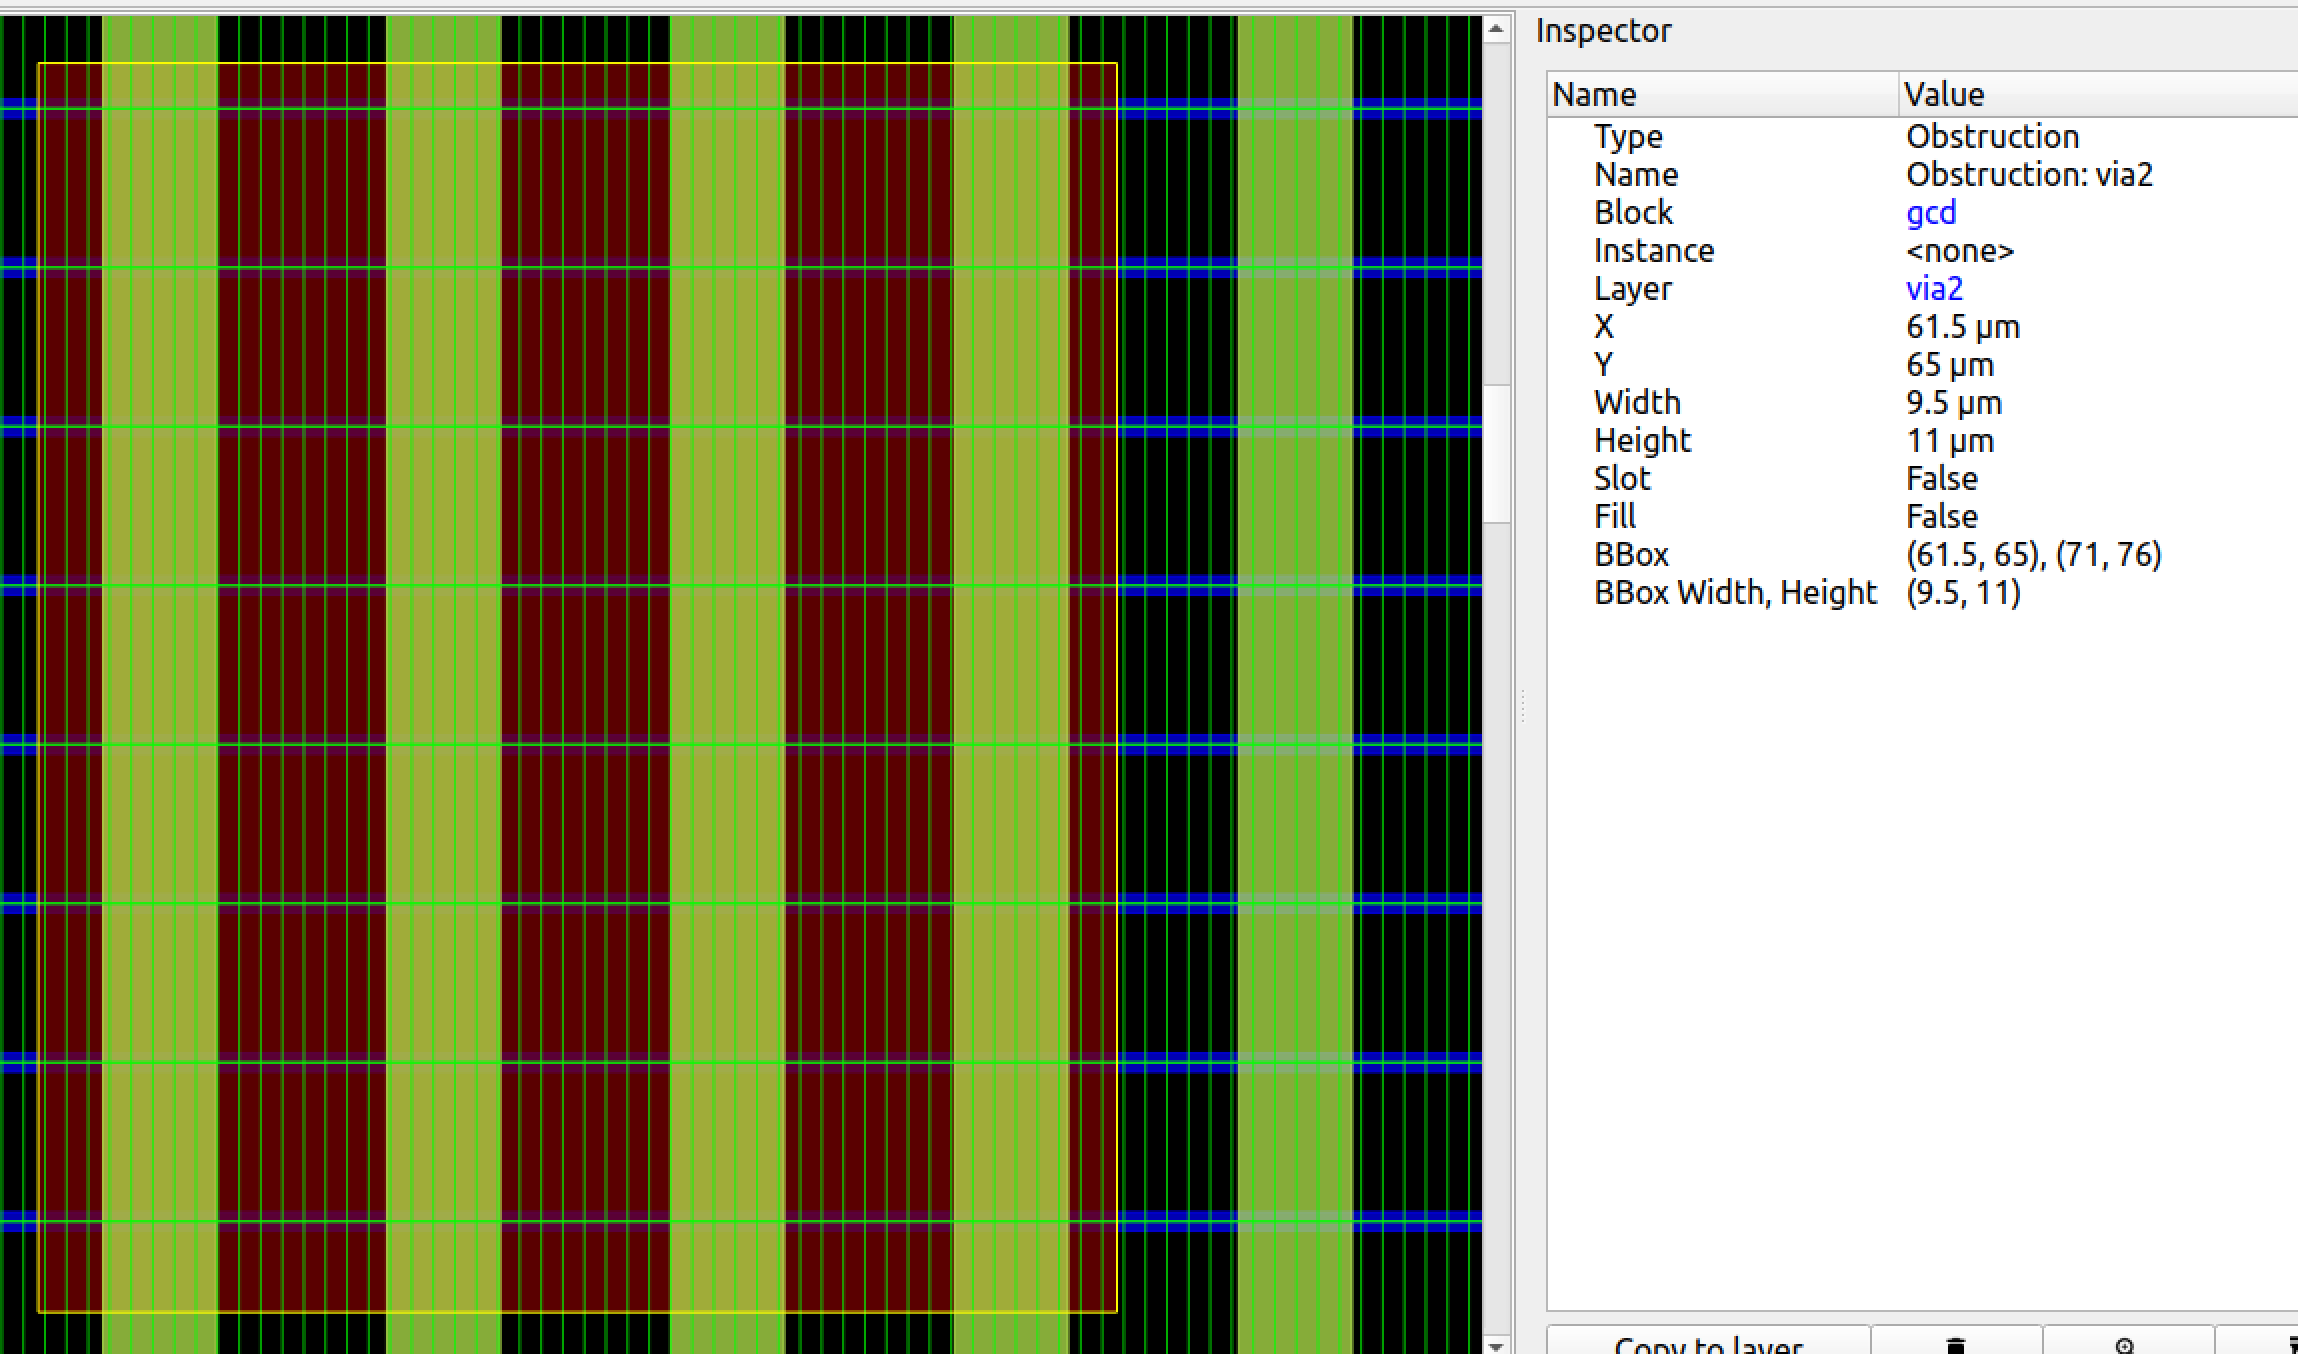 Inspector
Name Value
Type Obstruction
Name Obstruction: via2
Block gcd
Instance <none>
Layer via2
X 61.5 µm
Y 65 µm
Width 9.5 µm
Height 11 µm
Slot False
Fill False
BBox (61.5, 65), (71, 76)
BBox Width, Height (9.5, 11)
Copy to layer